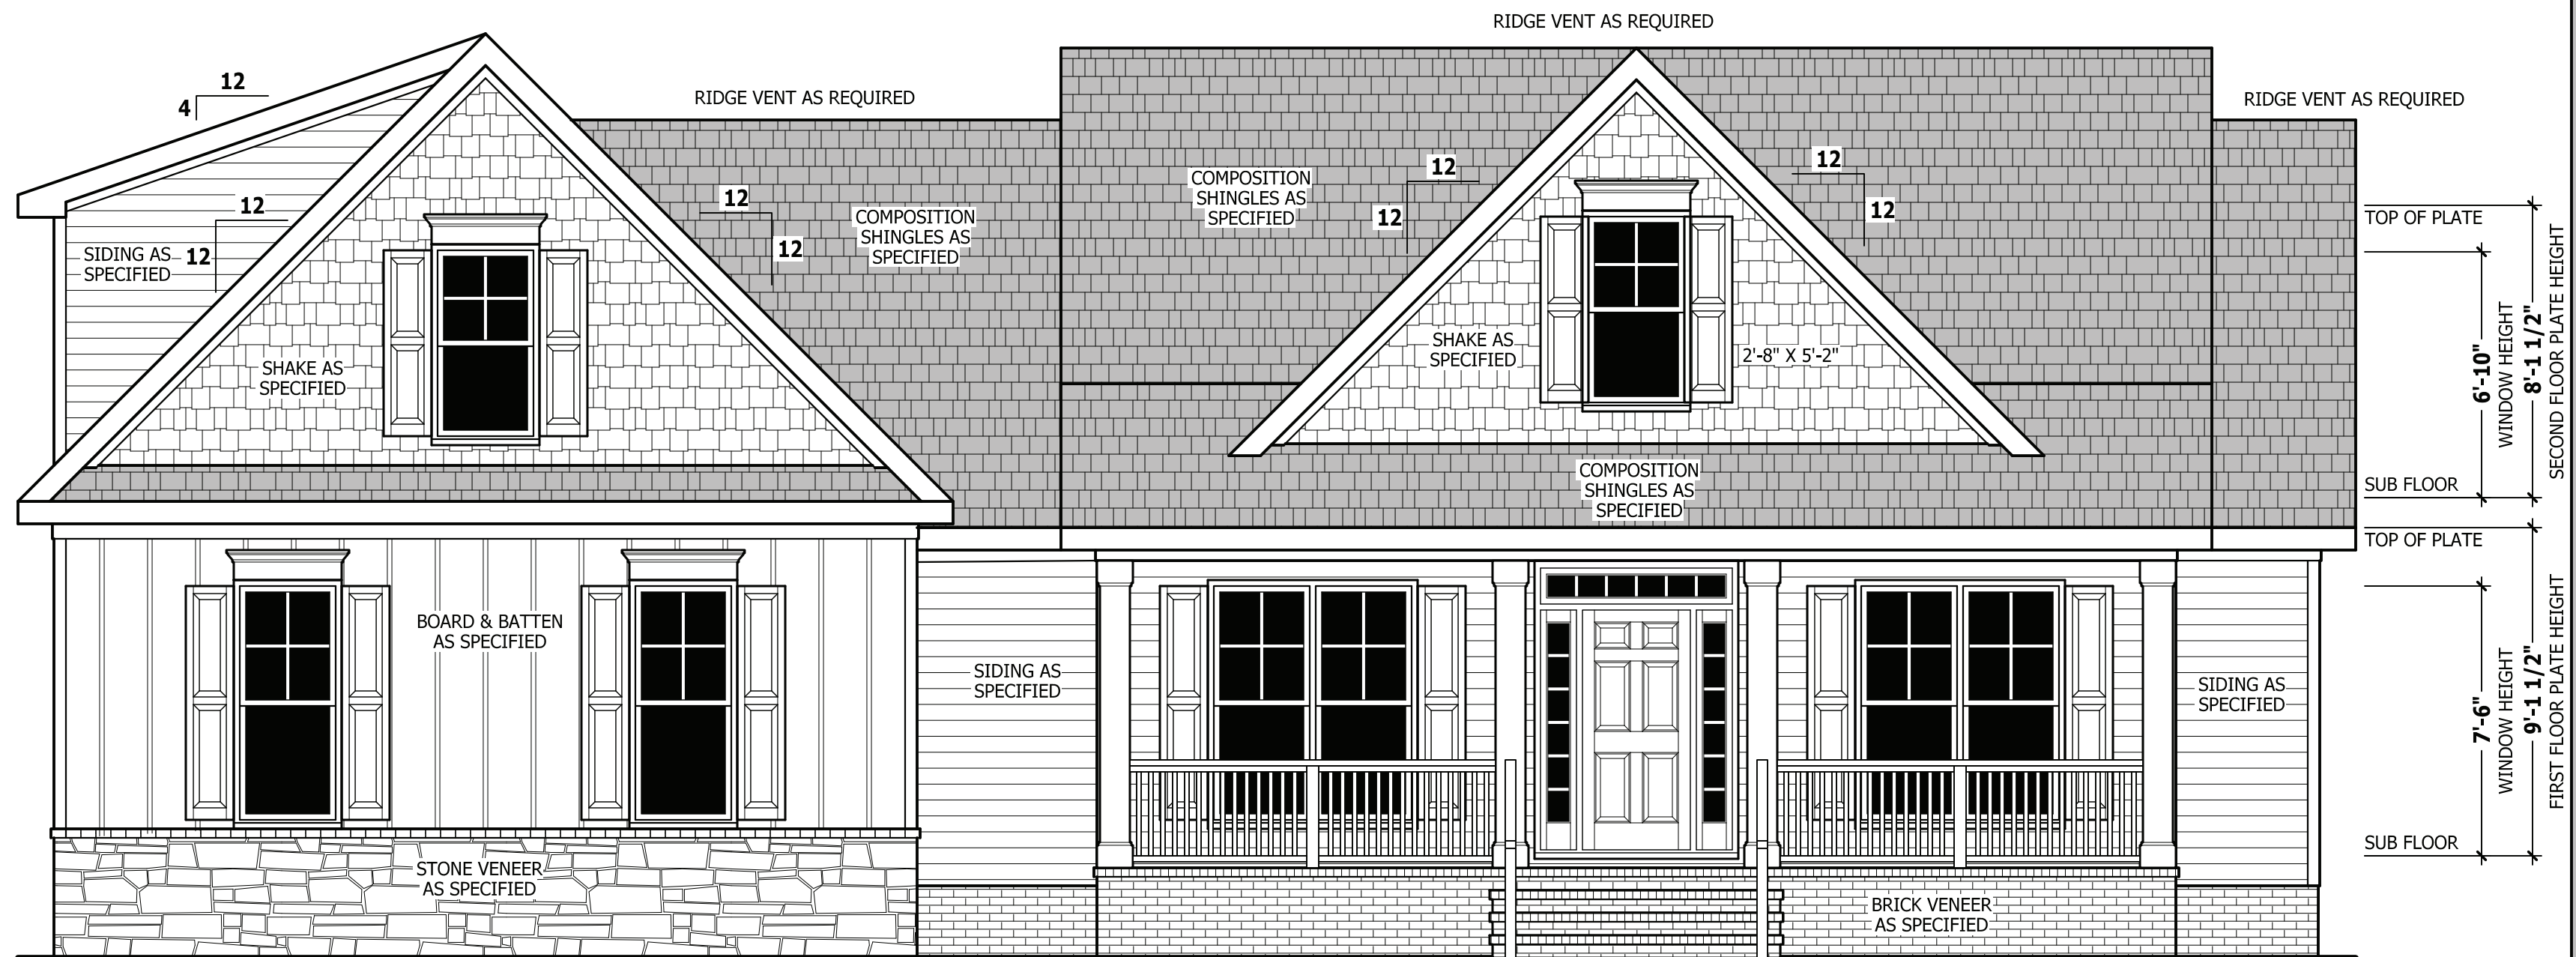 RIDGE VENT AS REQUIRED
12
4
RIDGE VENT AS REQUIRED
RIDGE VENT AS REQUIRED
12
12
SIDING AS
SPECIFIED
12
12
COMPOSITION
SHINGLES AS
SPECIFIED
COMPOSITION
SHINGLES AS
SPECIFIED
12
12
12
12
SHAKE AS
SPECIFIED
SHAKE AS
SPECIFIED
2'-8" X 5'-2"
COMPOSITION
SHINGLES AS
SPECIFIED
TOP OF PLATE
6'-10"
WINDOW HEIGHT
8'-1 1/2"
SECOND FLOOR PLATE HEIGHT
SUB FLOOR
TOP OF PLATE
BOARD & BATTEN
AS SPECIFIED
SIDING AS
SPECIFIED
SIDING AS
SPECIFIED
7'-6"
WINDOW HEIGHT
9'-1 1/2"
FIRST FLOOR PLATE HEIGHT
SUB FLOOR
STONE VENEER
AS SPECIFIED
BRICK VENEER
AS SPECIFIED